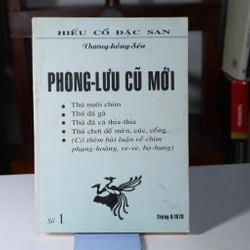 HIẾU CỔ ĐẶC SAN
Vương-hồng-Sển
PHONG-LƯU CŨ MỚI
• Thú nuôi chim
• Thú đá gà
• Thú đá cá thia-thia
• Thú chơi dế mèn, cúc, cống..
• (Có thêm bài luận về chim
phụng-hoàng, ve-ve, bọ-hung)
Số 1
Tháng 6-1970